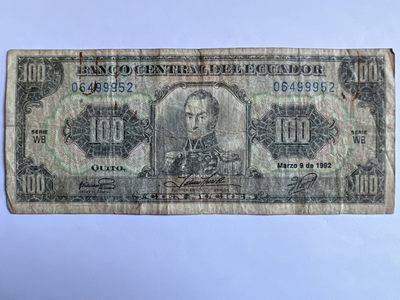 100 BANCO CENTRAL DEL ECUADOR 100
06499952 06499952
SERIE WB 100 100 SERIE WB
QUITO, Marzo 9 de 1992
100 CIEN SUCRES 100